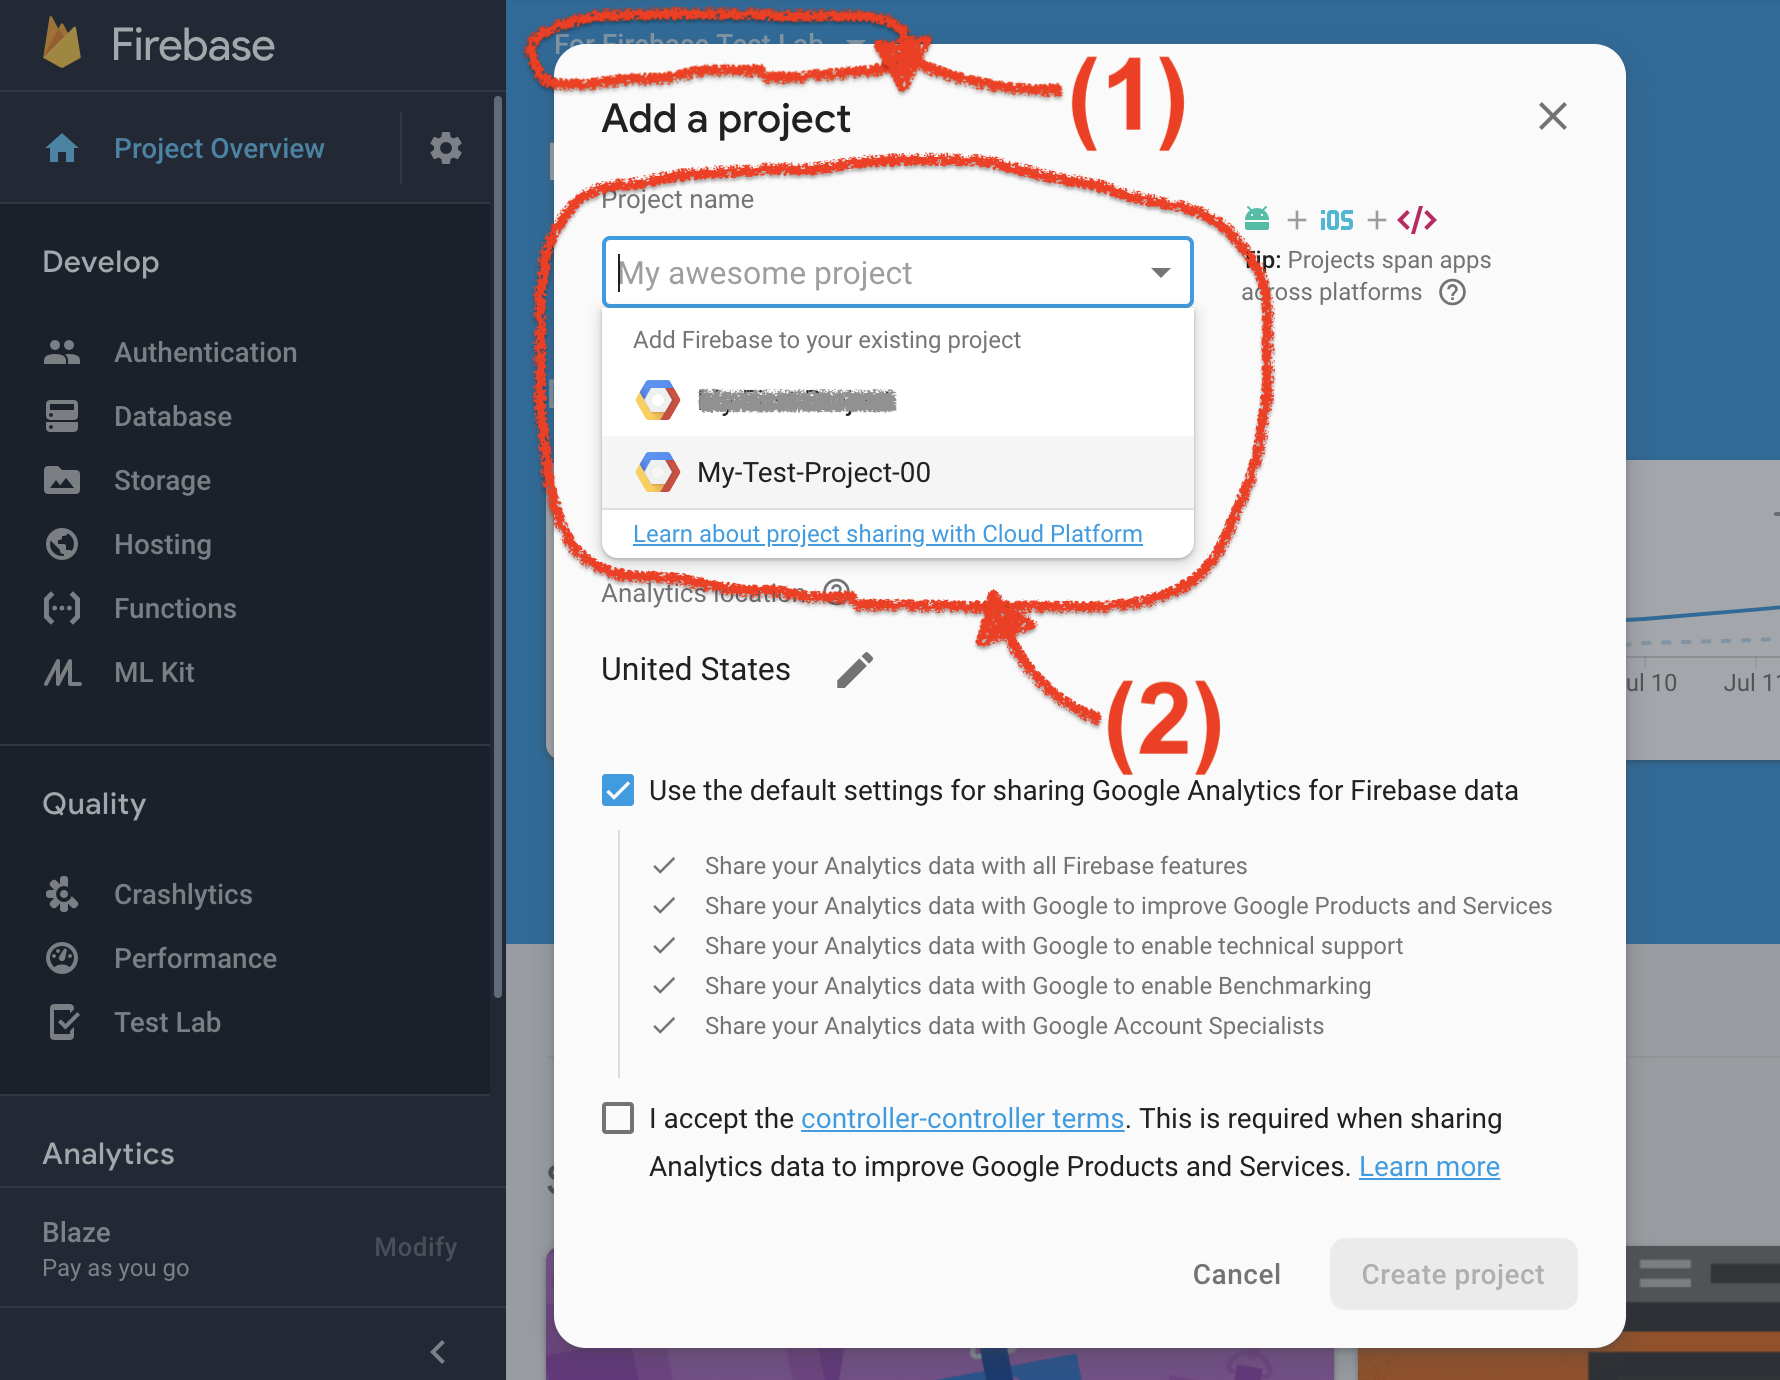 Firebase
Project Overview
Develop
Authentication
Database
Storage
Hosting
Functions
ML Kit
Quality
Crashlytics
Performance
Test Lab
Analytics
Blaze
Pay as you go
Modify
For Firebase Test Lab
(1)
Add a project
Project name
My awesome project
Add Firebase to your existing project
My-Test-Project-00
Learn about project sharing with Cloud Platform
+ iOS + </>
Tip: Projects span apps
across platforms
Analytics location
United States
(2)
Use the default settings for sharing Google Analytics for Firebase data
Share your Analytics data with all Firebase features
Share your Analytics data with Google to improve Google Products and Services
Share your Analytics data with Google to enable technical support
Share your Analytics data with Google to enable Benchmarking
Share your Analytics data with Google Account Specialists
I accept the controller-controller terms. This is required when sharing
Analytics data to improve Google Products and Services. Learn more
Cancel
Create project
ul 10
Jul 11